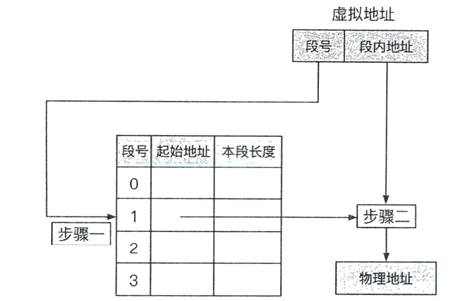 虚拟地址
段号 段内地址
段号 起始地址 本段长度
0
1
步骤二
步骤一
2
物理地址
3